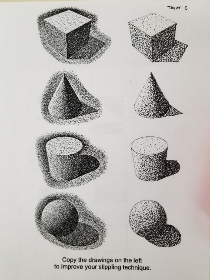 Copy the drawings on the left
to improve your stippling technique.